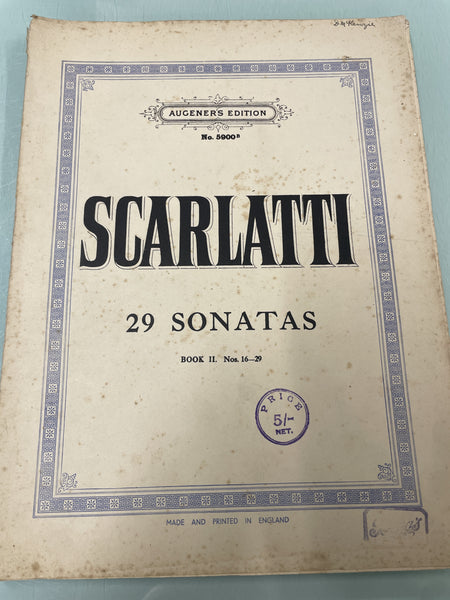 D McKenzie
AUGENER'S EDITION
No. 5900B
SCARLATTI
29 SONATAS
BOOK II. Nos. 16—29
PRICE
5/-
NET.
MADE AND PRINTED IN ENGLAND